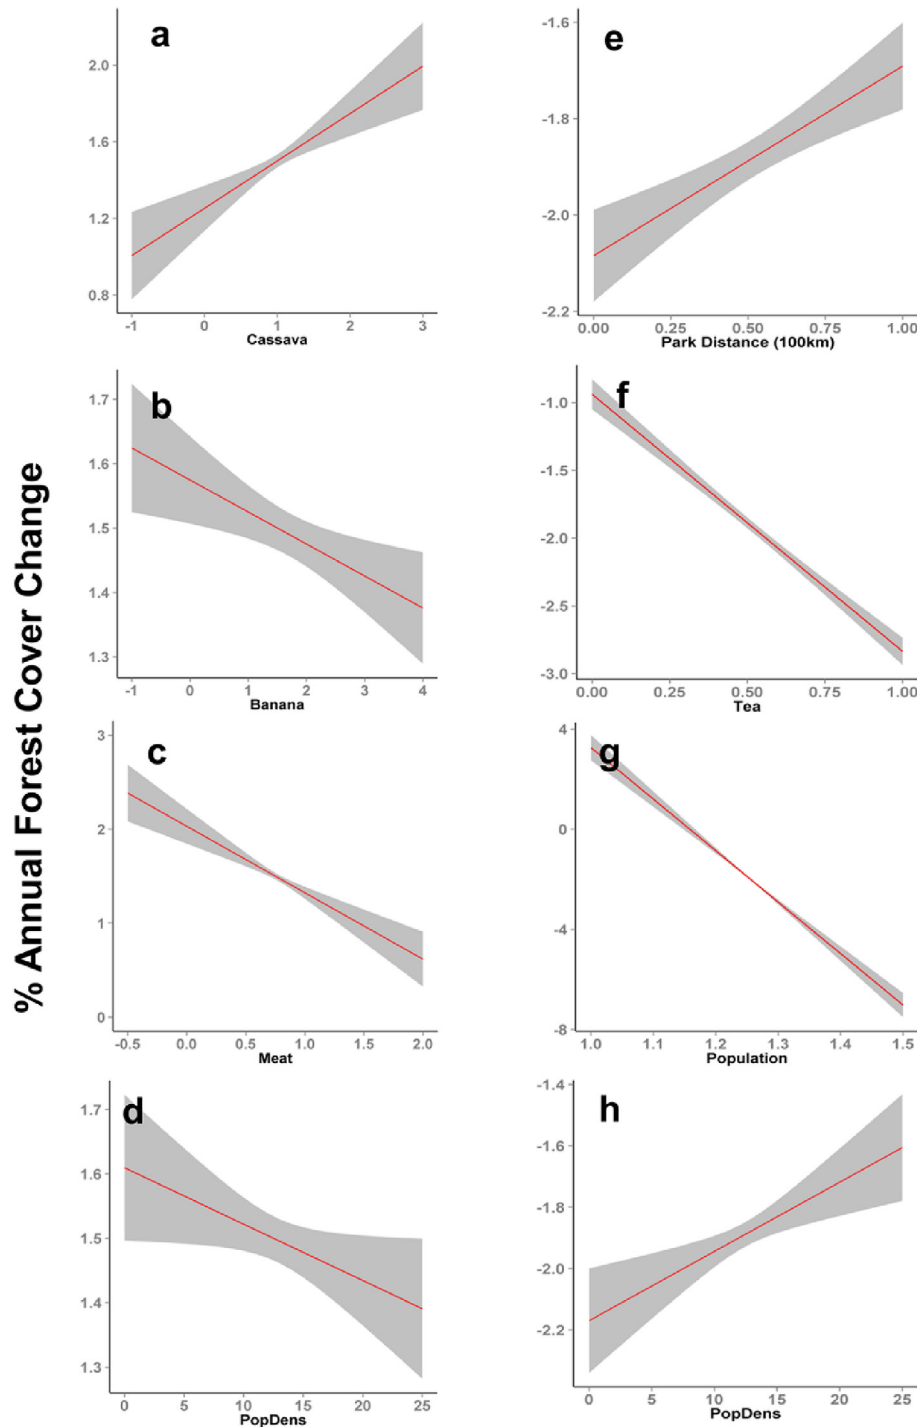 % Annual Forest Cover Change
a
2.0
1.6
1.2
0.8
-1 0 1 2 3
Cassava
e
-1.6
-1.8
-2.0
-2.2
0.00 0.25 0.50 0.75 1.00
Park Distance (100km)
b
1.7
1.6
1.5
1.4
1.3
-1 0 1 2 3 4
Banana
f
-1.0
-1.5
-2.0
-2.5
-3.0
0.00 0.25 0.50 0.75 1.00
Tea
c
3
2
1
0
-0.5 0.0 0.5 1.0 1.5 2.0
Meat
g
4
0
-4
-8
1.0 1.1 1.2 1.3 1.4 1.5
Population
d
1.7
1.6
1.5
1.4
1.3
0 5 10 15 20 25
PopDens
h
-1.4
-1.6
-1.8
-2.0
-2.2
0 5 10 15 20 25
PopDens